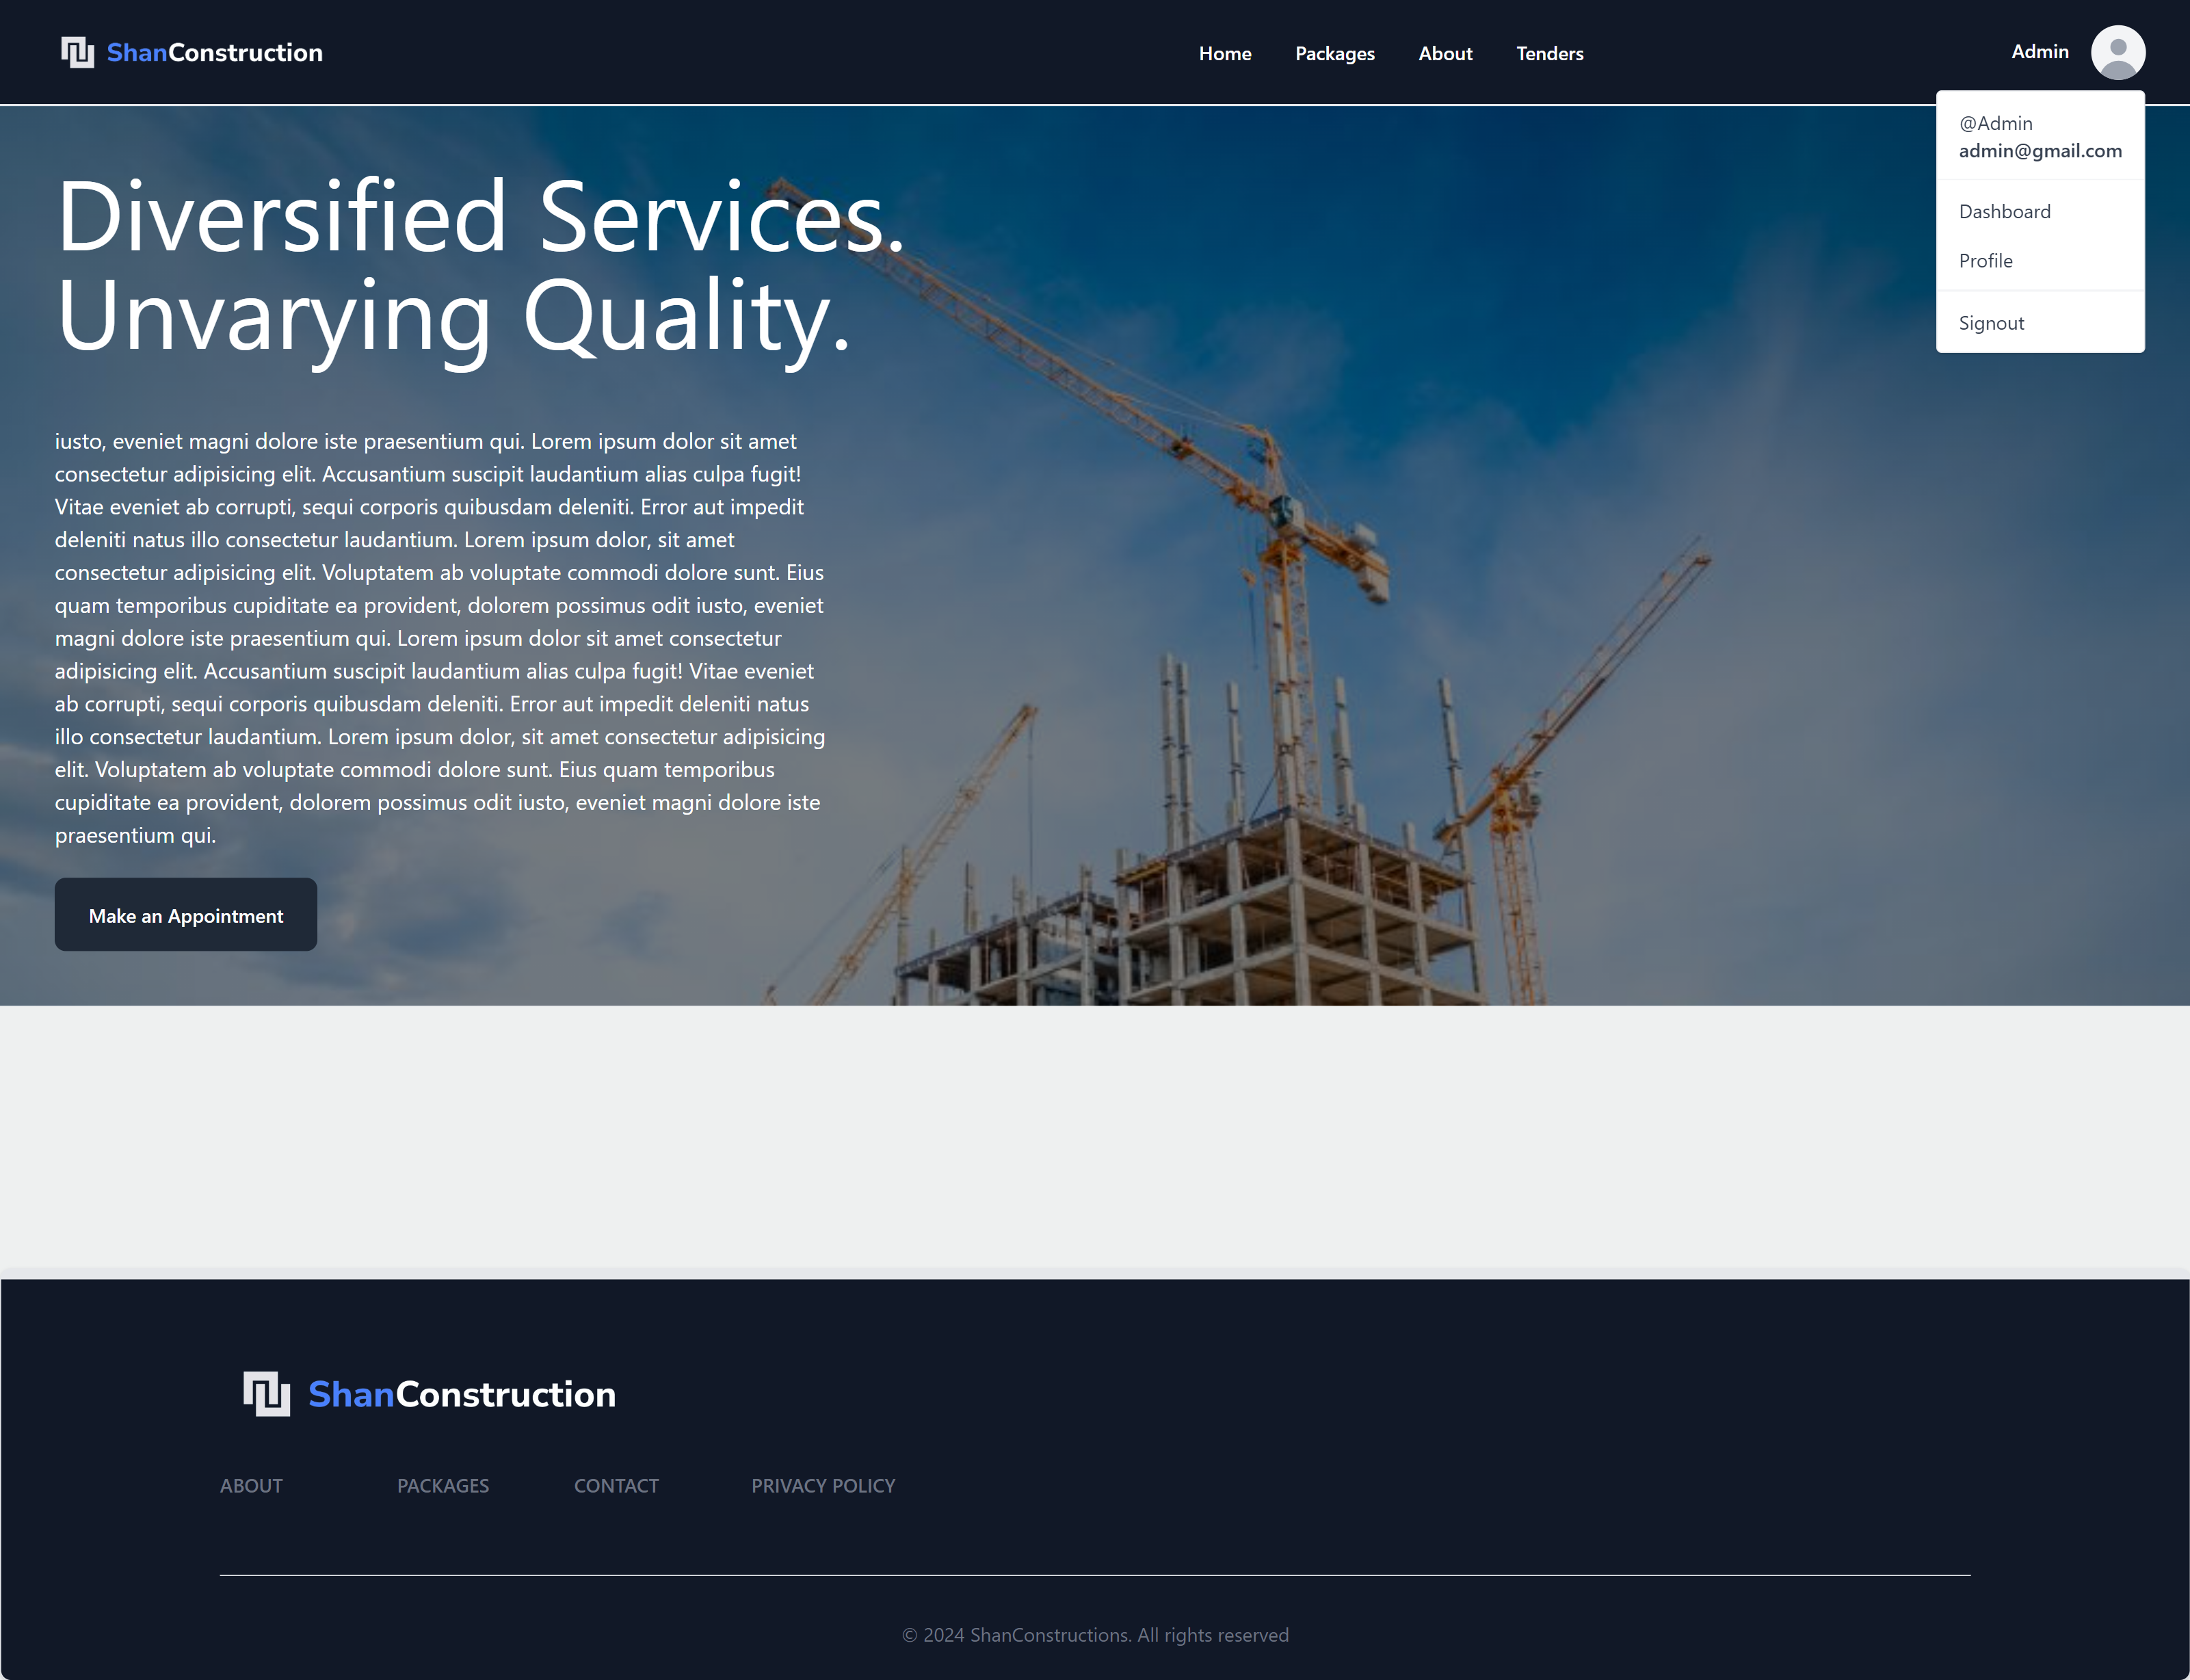 ShanConstruction
Home Packages About Tenders
Admin
@Admin
admin@gmail.com
Dashboard
Profile
Signout
Diversified Services.
Unvarying Quality.
iusto, eveniet magni dolore iste praesentium qui. Lorem ipsum dolor sit amet
consectetur adipisicing elit. Accusantium suscipit laudantium alias culpa fugit!
Vitae eveniet ab corrupti, sequi corporis quibusdam deleniti. Error aut impedit
deleniti natus illo consectetur laudantium. Lorem ipsum dolor, sit amet
consectetur adipisicing elit. Voluptatem ab voluptate commodi dolore sunt. Eius
quam temporibus cupiditate ea provident, dolorem possimus odit iusto, eveniet
magni dolore iste praesentium qui. Lorem ipsum dolor sit amet consectetur
adipisicing elit. Accusantium suscipit laudantium alias culpa fugit! Vitae eveniet
ab corrupti, sequi corporis quibusdam deleniti. Error aut impedit deleniti natus
illo consectetur laudantium. Lorem ipsum dolor, sit amet consectetur adipisicing
elit. Voluptatem ab voluptate commodi dolore sunt. Eius quam temporibus
cupiditate ea provident, dolorem possimus odit iusto, eveniet magni dolore iste
praesentium qui.
Make an Appointment
ShanConstruction
ABOUT PACKAGES CONTACT PRIVACY POLICY
© 2024 ShanConstructions. All rights reserved